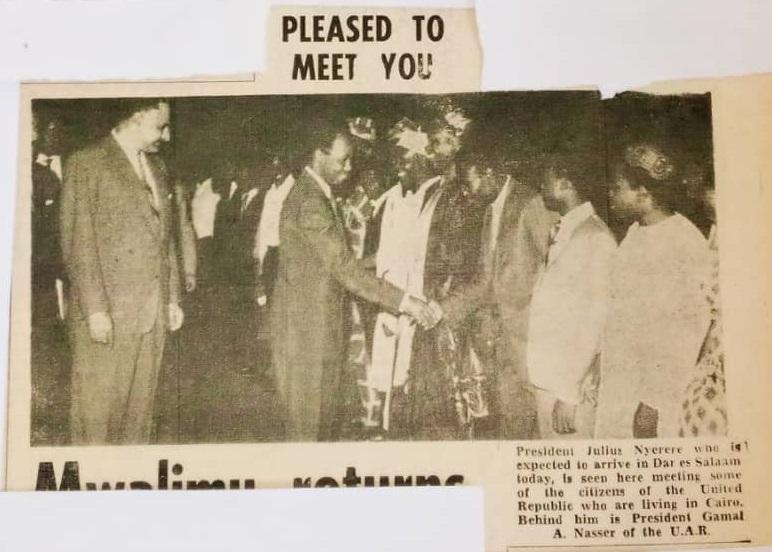 PLEASED TO
MEET YOU
Mwalimu returns
President Julius Nyerere who is
expected to arrive in Dar es Salaam
today, is seen here meeting some
of the citizens of the United
Republic who are living in Cairo.
Behind him is President Gamal
A. Nasser of the U.A.R.